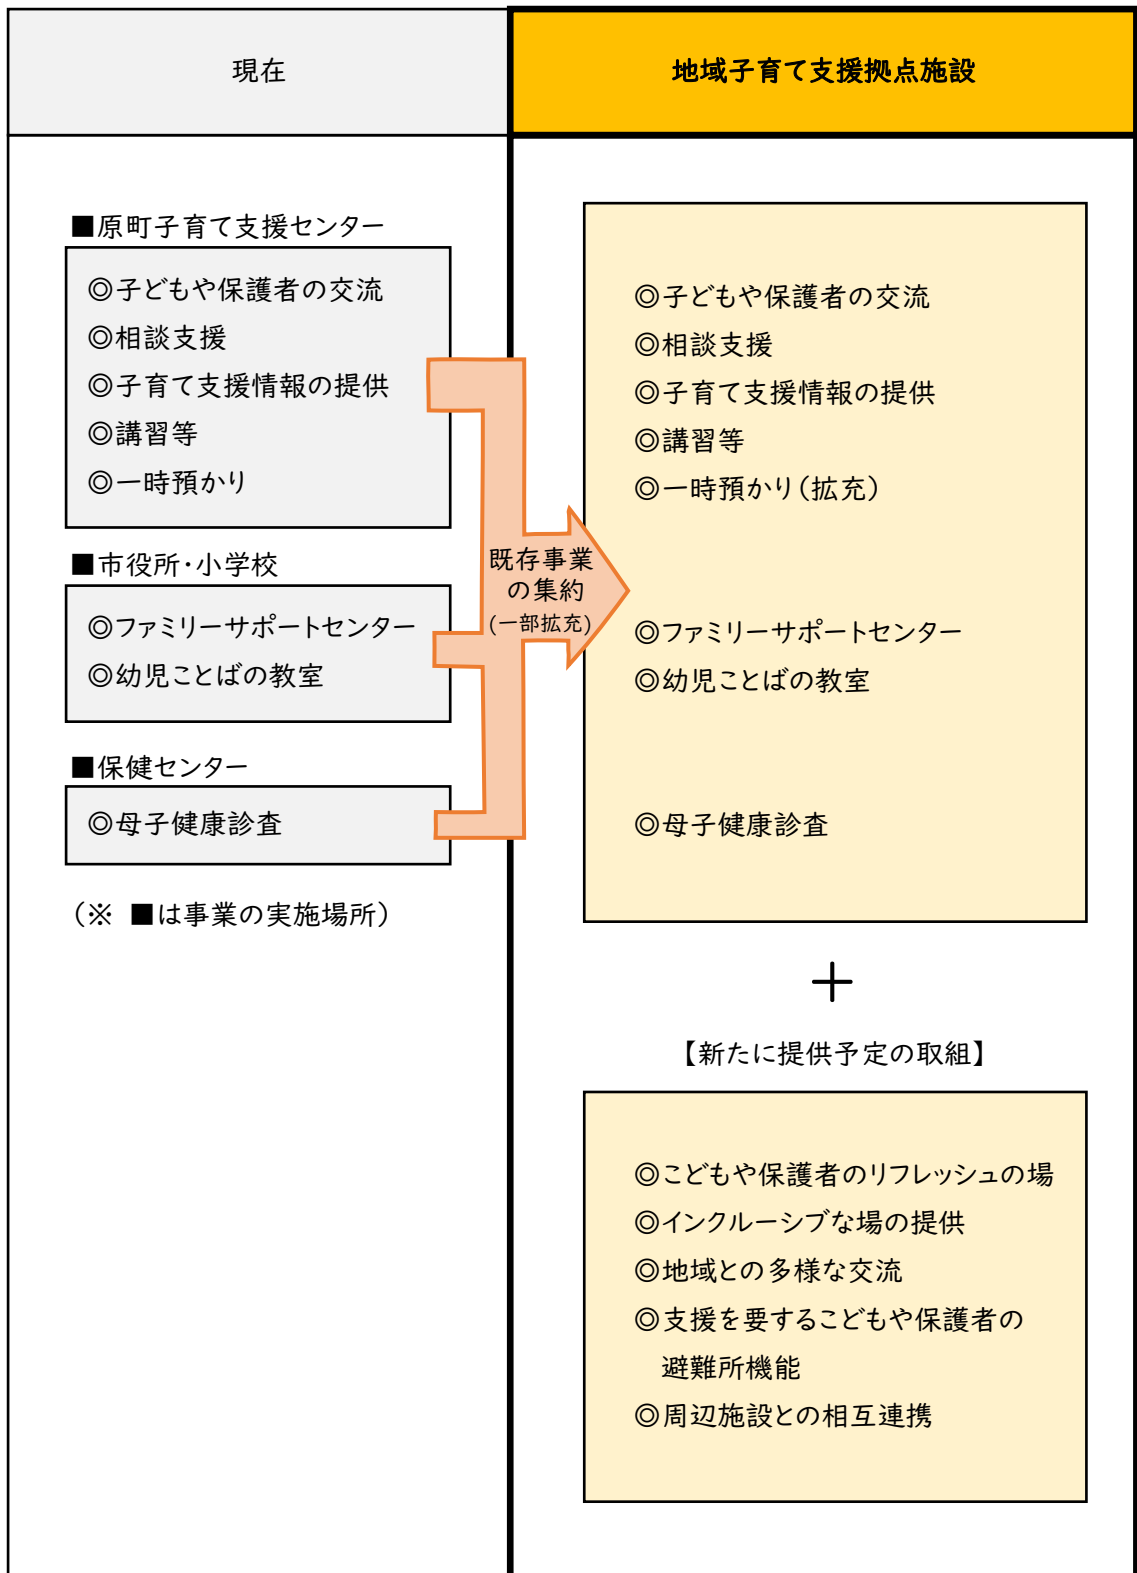 現在
地域子育て支援拠点施設
■原町子育て支援センター
◎子どもや保護者の交流
◎相談支援
◎子育て支援情報の提供
◎講習等
◎一時預かり
■市役所・小学校
◎ファミリーサポートセンター
◎幼児ことばの教室
■保健センター
◎母子健康診査
(※ ■は事業の実施場所)
既存事業
の集約
(一部拡充)
◎子どもや保護者の交流
◎相談支援
◎子育て支援情報の提供
◎講習等
◎一時預かり(拡充)
◎ファミリーサポートセンター
◎幼児ことばの教室
◎母子健康診査
＋
【新たに提供予定の取組】
◎こどもや保護者のリフレッシュの場
◎インクルーシブな場の提供
◎地域との多様な交流
◎支援を要するこどもや保護者の
避難所機能
◎周辺施設との相互連携